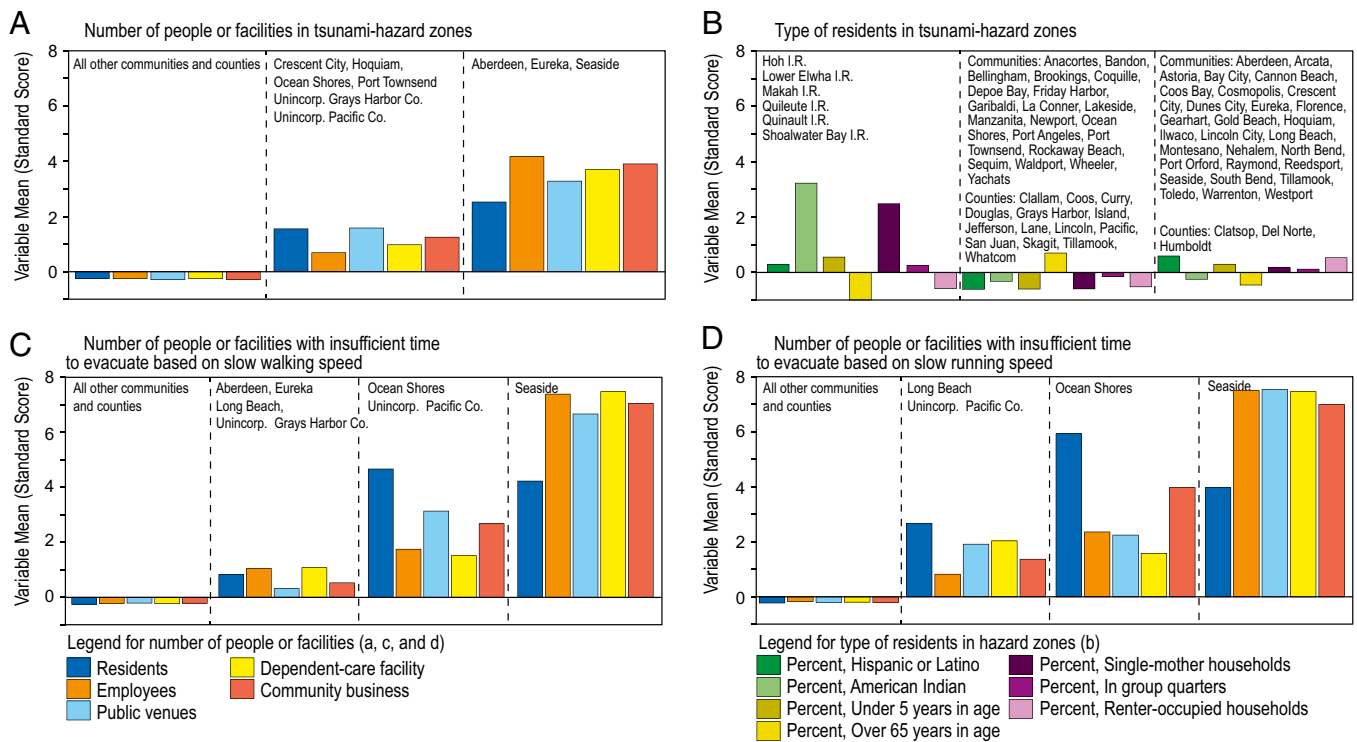 A
Number of people or facilities in tsunami-hazard zones
Variable Mean (Standard Score)
8
6
4
2
0
All other communities and counties
Crescent City, Hoquiam,
Ocean Shores, Port Townsend
Unincorp. Grays Harbor Co.
Unincorp. Pacific Co.
Aberdeen, Eureka, Seaside
B
Type of residents in tsunami-hazard zones
Variable Mean (Standard Score)
8
6
4
2
0
Hoh I.R.
Lower Elwha I.R.
Makah I.R.
Quileute I.R.
Quinault I.R.
Shoalwater Bay I.R.
Communities: Anacortes, Bandon,
Bellingham, Brookings, Coquille,
Depoe Bay, Friday Harbor,
Garibaldi, La Conner, Lakeside,
Manzanita, Newport, Ocean
Shores, Port Angeles, Port
Townsend, Rockaway Beach,
Sequim, Waldport, Wheeler,
Yachats
Counties: Clallam, Coos, Curry,
Douglas, Grays Harbor, Island,
Jefferson, Lane, Lincoln, Pacific,
San Juan, Skagit, Tillamook,
Whatcom
Communities: Aberdeen, Arcata,
Astoria, Bay City, Cannon Beach,
Coos Bay, Cosmopolis, Crescent
City, Dunes City, Eureka, Florence,
Gearhart, Gold Beach, Hoquiam,
Ilwaco, Lincoln City, Long Beach,
Montesano, Nehalem, North Bend,
Port Orford, Raymond, Reedsport,
Seaside, South Bend, Tillamook,
Toledo, Warrenton, Westport
Counties: Clatsop, Del Norte,
Humboldt
C
Number of people or facilities with insufficient time
to evacuate based on slow walking speed
Variable Mean (Standard Score)
8
6
4
2
0
All other communities
and counties
Aberdeen, Eureka
Long Beach,
Unincorp. Grays Harbor Co.
Ocean Shores
Unincorp. Pacific Co.
Seaside
D
Number of people or facilities with insufficient time
to evacuate based on slow running speed
Variable Mean (Standard Score)
8
6
4
2
0
All other communities
and counties
Long Beach
Unincorp. Pacific Co.
Ocean Shores
Seaside
Legend for number of people or facilities (a, c, and d)
Residents
Employees
Public venues
Dependent-care facility
Community business
Legend for type of residents in hazard zones (b)
Percent, Hispanic or Latino
Percent, American Indian
Percent, Under 5 years in age
Percent, Over 65 years in age
Percent, Single-mother households
Percent, In group quarters
Percent, Renter-occupied households